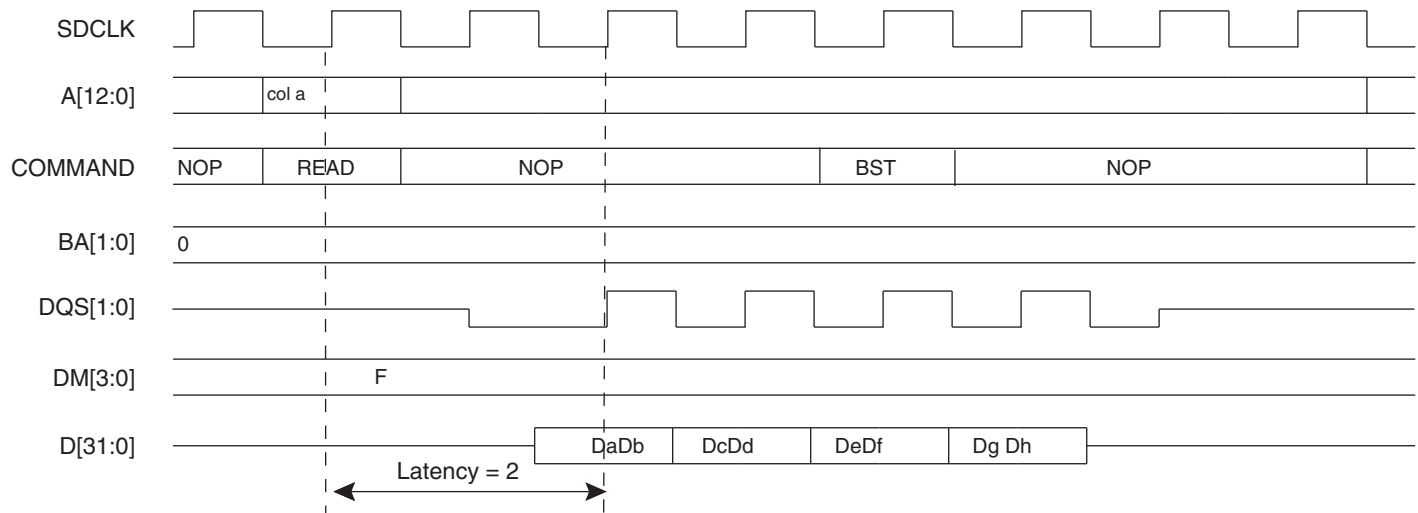 SDCLK
A[12:0] col a
COMMAND NOP READ NOP BST NOP
BA[1:0] 0
DQS[1:0]
DM[3:0] F
D[31:0] DaDb DcDd DeDf Dg Dh
Latency = 2